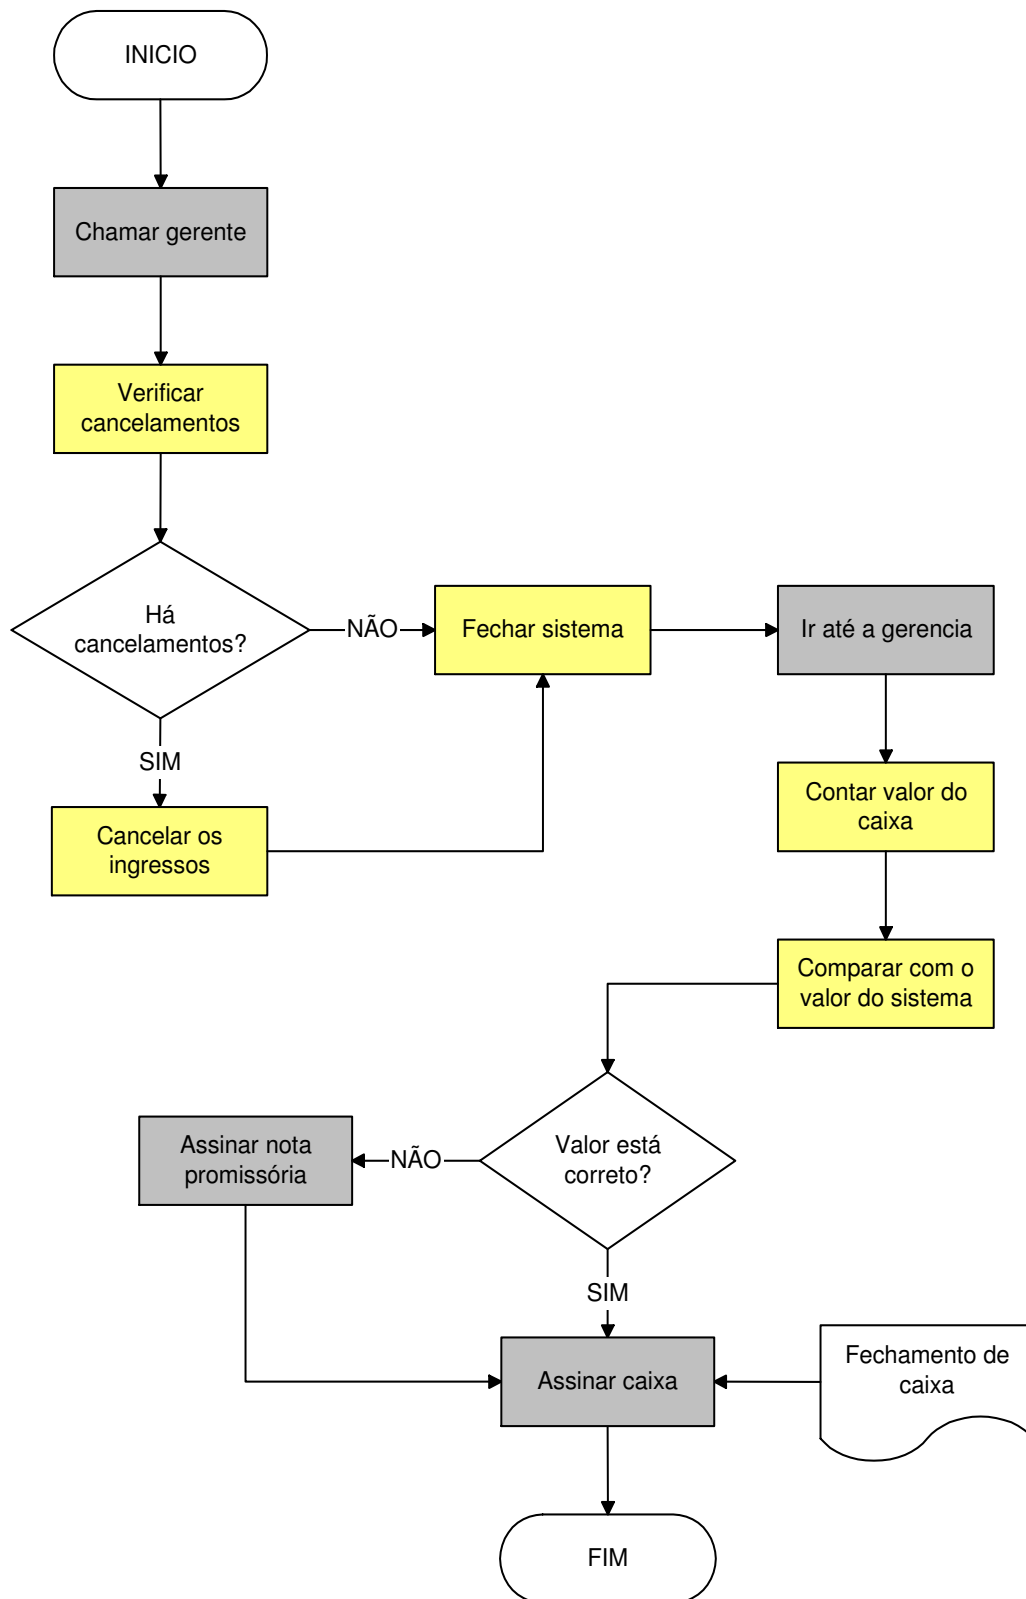 INICIO
Chamar gerente
Verificar
cancelamentos
Há
cancelamentos?
NÃO
Fechar sistema
Ir até a gerencia
SIM
Cancelar os
ingressos
Contar valor do
caixa
Comparar com o
valor do sistema
Valor está
correto?
NÃO
Assinar nota
promissória
SIM
Assinar caixa
Fechamento de
caixa
FIM